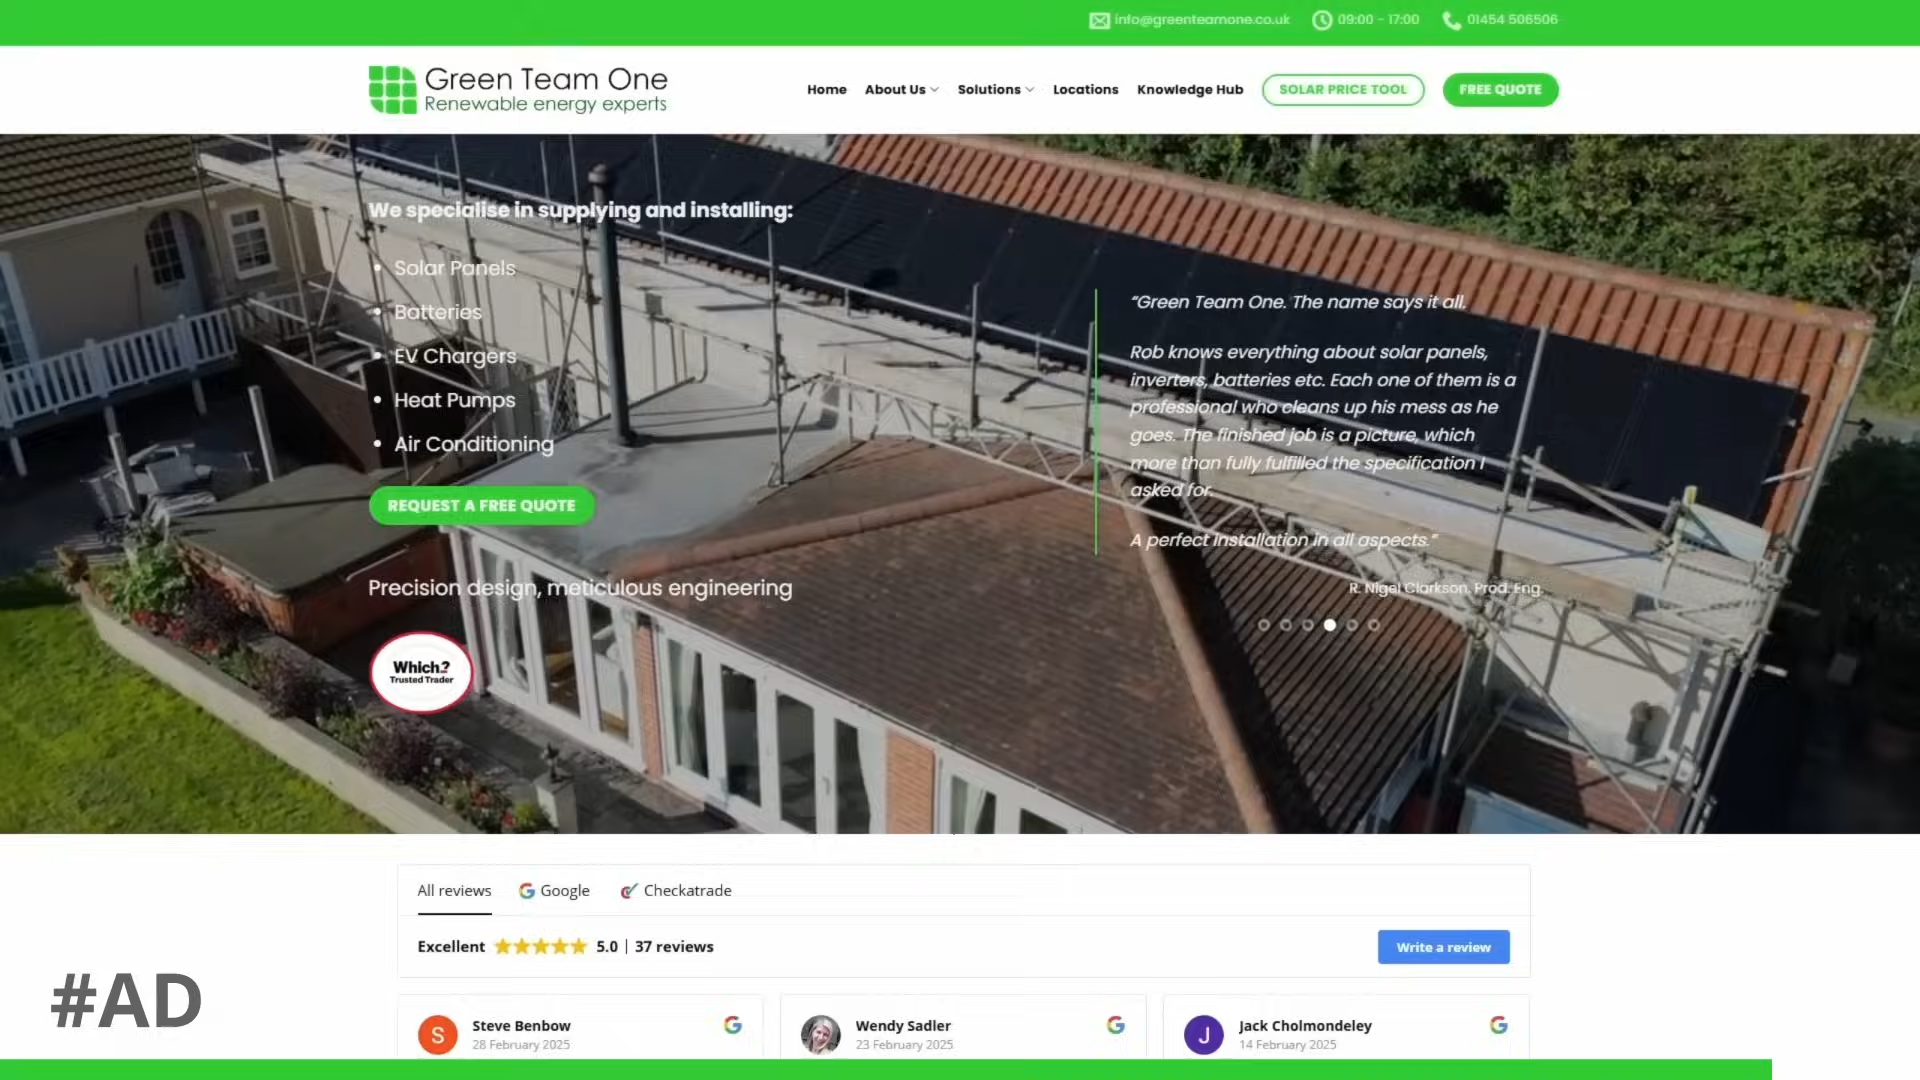 info@greenteamone.co.uk 09:00 - 17:00 01454 506506
Green Team One
Renewable energy experts
Home About Us Solutions Locations Knowledge Hub SOLAR PRICE TOOL FREE QUOTE
We specialise in supplying and installing:
• Solar Panels
• Batteries
• EV Chargers
• Heat Pumps
• Air Conditioning
REQUEST A FREE QUOTE
Precision design, meticulous engineering
Which?
Trusted Trader
“Green Team One. The name says it all.
Rob knows everything about solar panels,
inverters, batteries etc. Each one of them is a
professional who cleans up his mess as he
goes. The finished job is a picture, which
more than fully fulfilled the specification I
asked for.
A perfect installation in all aspects.”
R. Nigel Clarkson. Prod. Eng.
All reviews Google Checkatrade
Excellent 5.0 | 37 reviews
Write a review
#AD
S Steve Benbow
28 February 2025
Wendy Sadler
23 February 2025
J Jack Cholmondeley
14 February 2025